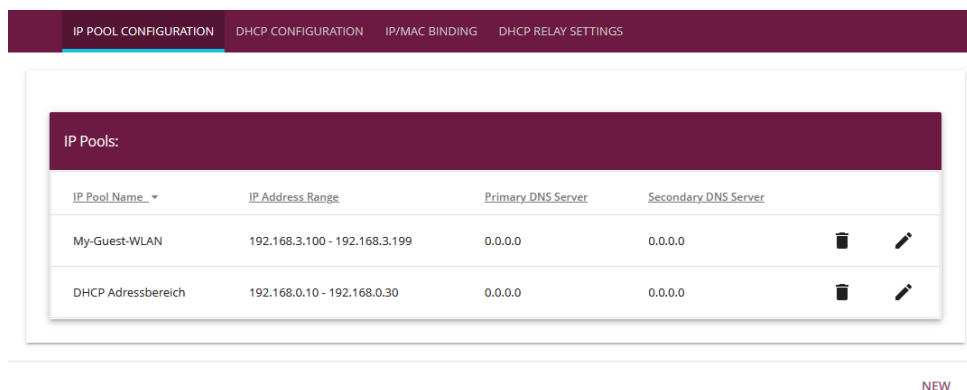 IP POOL CONFIGURATION DHCP CONFIGURATION IP/MAC BINDING DHCP RELAY SETTINGS
IP Pools:
IP Pool Name IP Address Range Primary DNS Server Secondary DNS Server
My-Guest-WLAN 192.168.3.100 - 192.168.3.199 0.0.0.0 0.0.0.0
DHCP Adressbereich 192.168.0.10 - 192.168.0.30 0.0.0.0 0.0.0.0
NEW